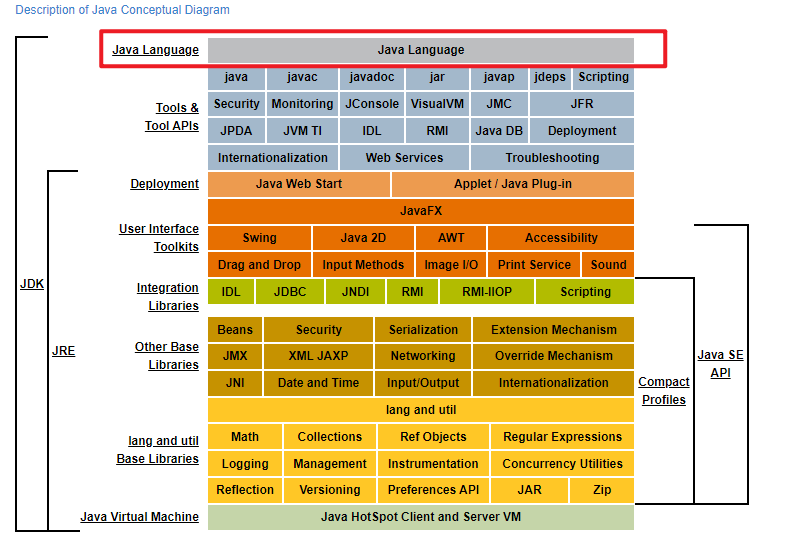 Description of Java Conceptual Diagram
Java Language Java Language
java javac javadoc jar javap jdeps Scripting
Tools &
Tool APIs
Security Monitoring JConsole VisualVM JMC JFR
JPDA JVM TI IDL RMI Java DB Deployment
Internationalization Web Services Troubleshooting
Deployment Java Web Start Applet / Java Plug-in
JavaFX
User Interface
Toolkits
Swing Java 2D AWT Accessibility
Drag and Drop Input Methods Image I/O Print Service Sound
Integration
Libraries
IDL JDBC JNDI RMI RMI-IIOP Scripting
JDK
JRE
Other Base
Libraries
Beans Security Serialization Extension Mechanism
JMX XML JAXP Networking Override Mechanism
JNI Date and Time Input/Output Internationalization
Java SE
API
Compact
Profiles
lang and util
lang and util
Base Libraries
Math Collections Ref Objects Regular Expressions
Logging Management Instrumentation Concurrency Utilities
Reflection Versioning Preferences API JAR Zip
Java Virtual Machine Java HotSpot Client and Server VM